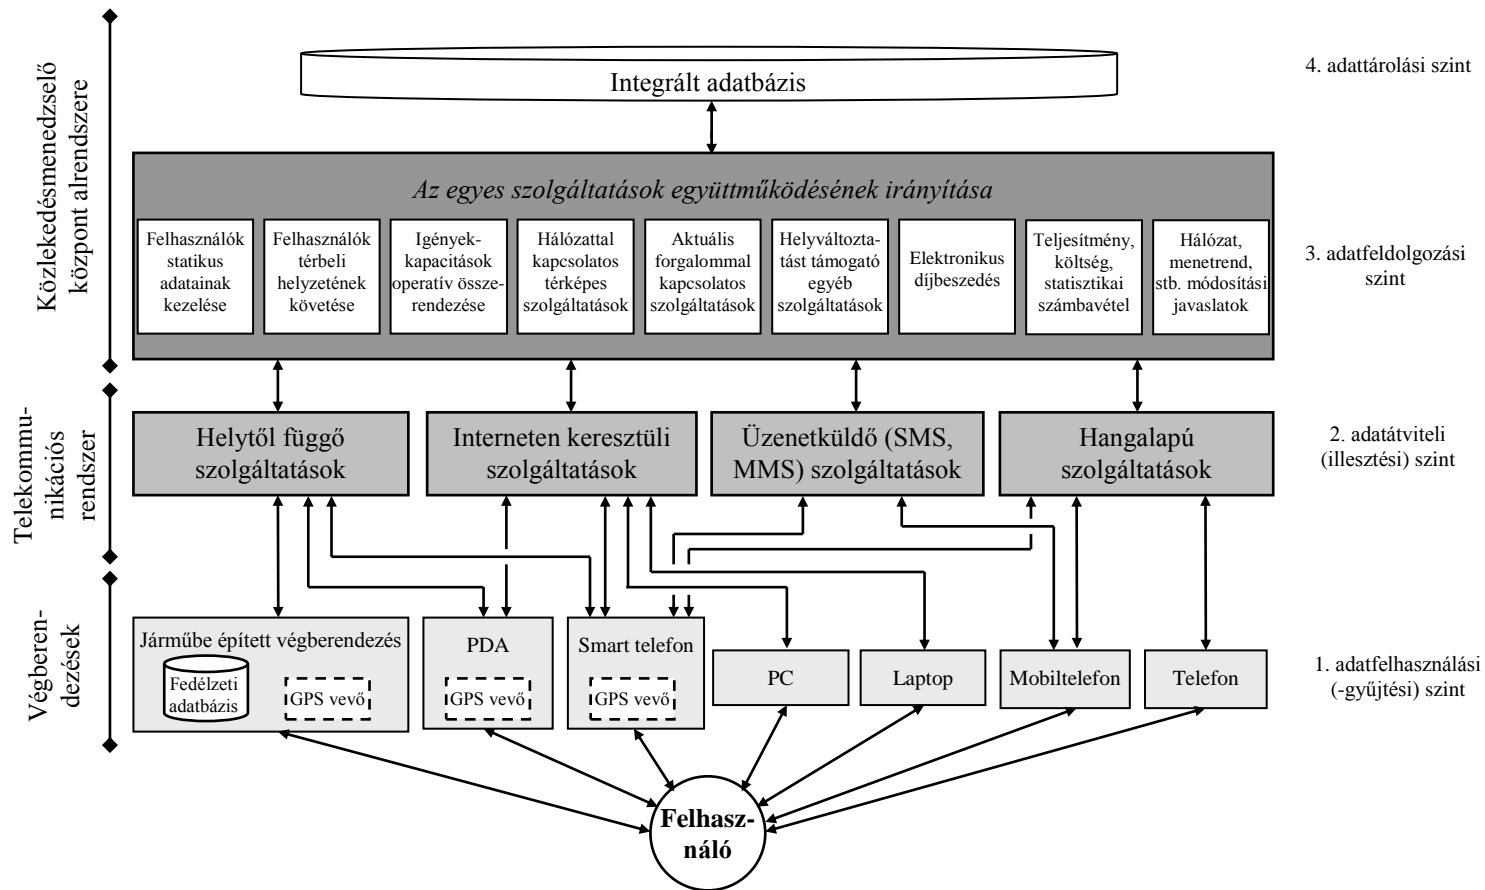 Közlekedésmenedzselő
központ alrendszere
Integrált adatbázis
4. adattárolási szint
Az egyes szolgáltatások együttműködésének irányítása
Felhasználók
statikus
adatainak
kezelése
Felhasználók
térbeli
helyzetének
követése
Igények-
kapacitások
operatív össze-
rendezése
Hálózattal
kapcsolatos
térképes
szolgáltatások
Aktuális
forgalommal
kapcsolatos
szolgáltatások
Helyváltozta-
tást támogató
egyéb
szolgáltatások
Elektronikus
díjbeszedés
Teljesítmény,
költség,
statisztikai
számbavétel
Hálózat,
menetrend,
stb. módosítási
javaslatok
3. adatfeldolgozási
szint
Telekommu-
nikációs
rendszer
Helytől függő
szolgáltatások
Interneten keresztüli
szolgáltatások
Üzenetküldő (SMS,
MMS) szolgáltatások
Hangalapú
szolgáltatások
2. adatátviteli
(illesztési) szint
Végberen-
dezések
Járműbe épített végberendezés
Fedélzeti
adatbázis
GPS vevő
PDA
GPS vevő
Smart telefon
GPS vevő
PC
Laptop
Mobiltelefon
Telefon
1. adatfelhasználási
(-gyűjtési) szint
Felhasz-
náló